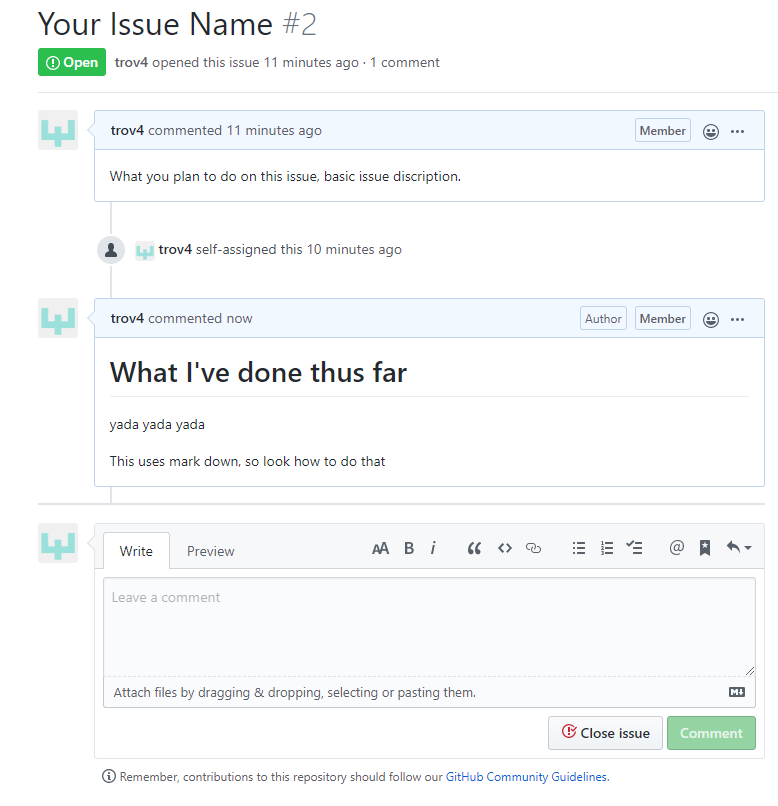 Your Issue Name #2
Open trov4 opened this issue 11 minutes ago · 1 comment
trov4 commented 11 minutes ago Member
What you plan to do on this issue, basic issue discription.
trov4 self-assigned this 10 minutes ago
trov4 commented now Author Member
What I've done thus far
yada yada yada
This uses mark down, so look how to do that
Write Preview AA B i
Leave a comment
Attach files by dragging & dropping, selecting or pasting them.
Close issue Comment
Remember, contributions to this repository should follow our GitHub Community Guidelines.